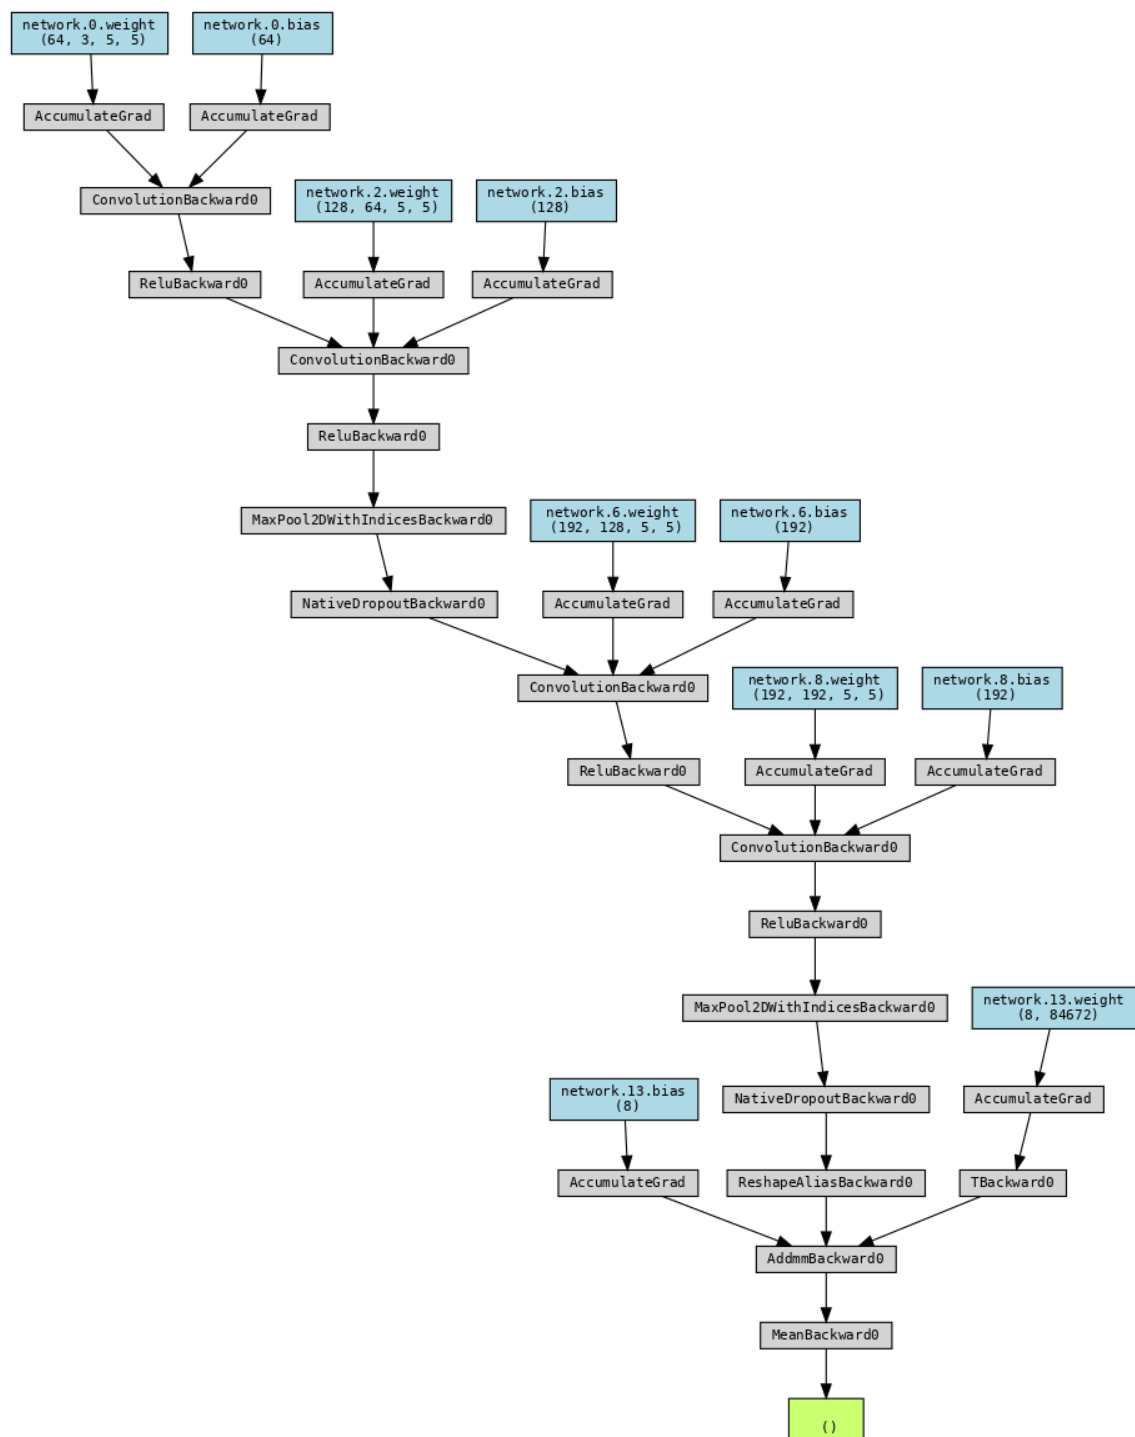 network.0.weight
(64, 3, 5, 5)
network.0.bias
(64)
AccumulateGrad
AccumulateGrad
ConvolutionBackward0
network.2.weight
(128, 64, 5, 5)
network.2.bias
(128)
ReluBackward0
AccumulateGrad
AccumulateGrad
ConvolutionBackward0
ReluBackward0
MaxPool2DWithIndicesBackward0
network.6.weight
(192, 128, 5, 5)
network.6.bias
(192)
NativeDropoutBackward0
AccumulateGrad
AccumulateGrad
ConvolutionBackward0
network.8.weight
(192, 192, 5, 5)
network.8.bias
(192)
ReluBackward0
AccumulateGrad
AccumulateGrad
ConvolutionBackward0
ReluBackward0
MaxPool2DWithIndicesBackward0
network.13.weight
(8, 84672)
network.13.bias
(8)
NativeDropoutBackward0
AccumulateGrad
AccumulateGrad
ReshapeAliasBackward0
TBackward0
AddmmBackward0
MeanBackward0
()